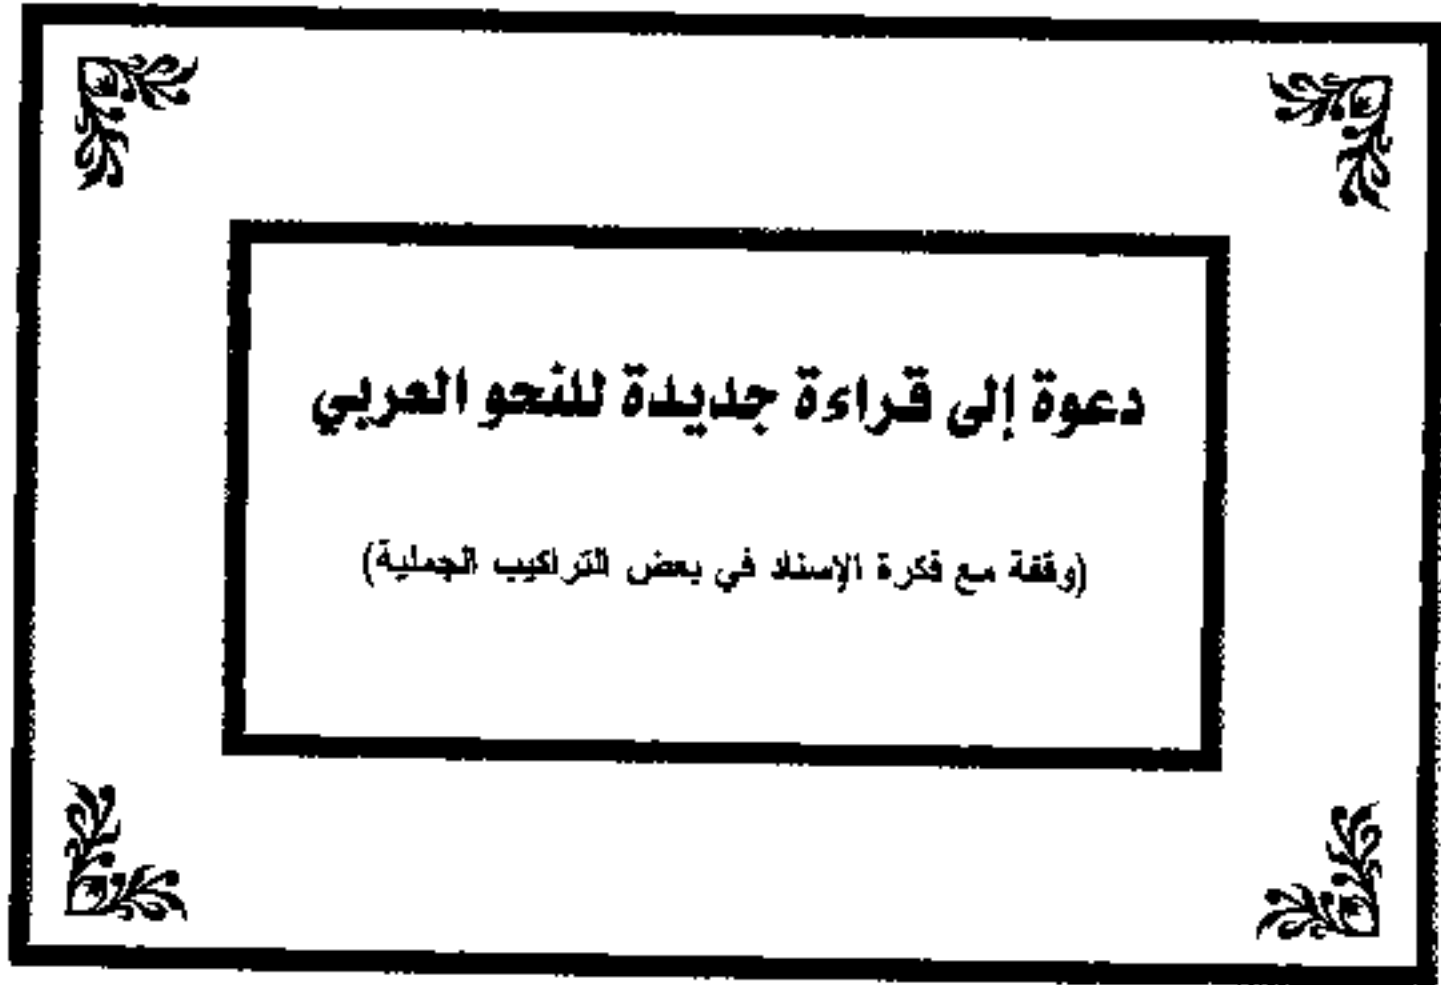 دعوة إلى قراءة جديدة للنحو العربي
(وقفة مع فكرة الإسناد في بعض التراكيب الجملية)